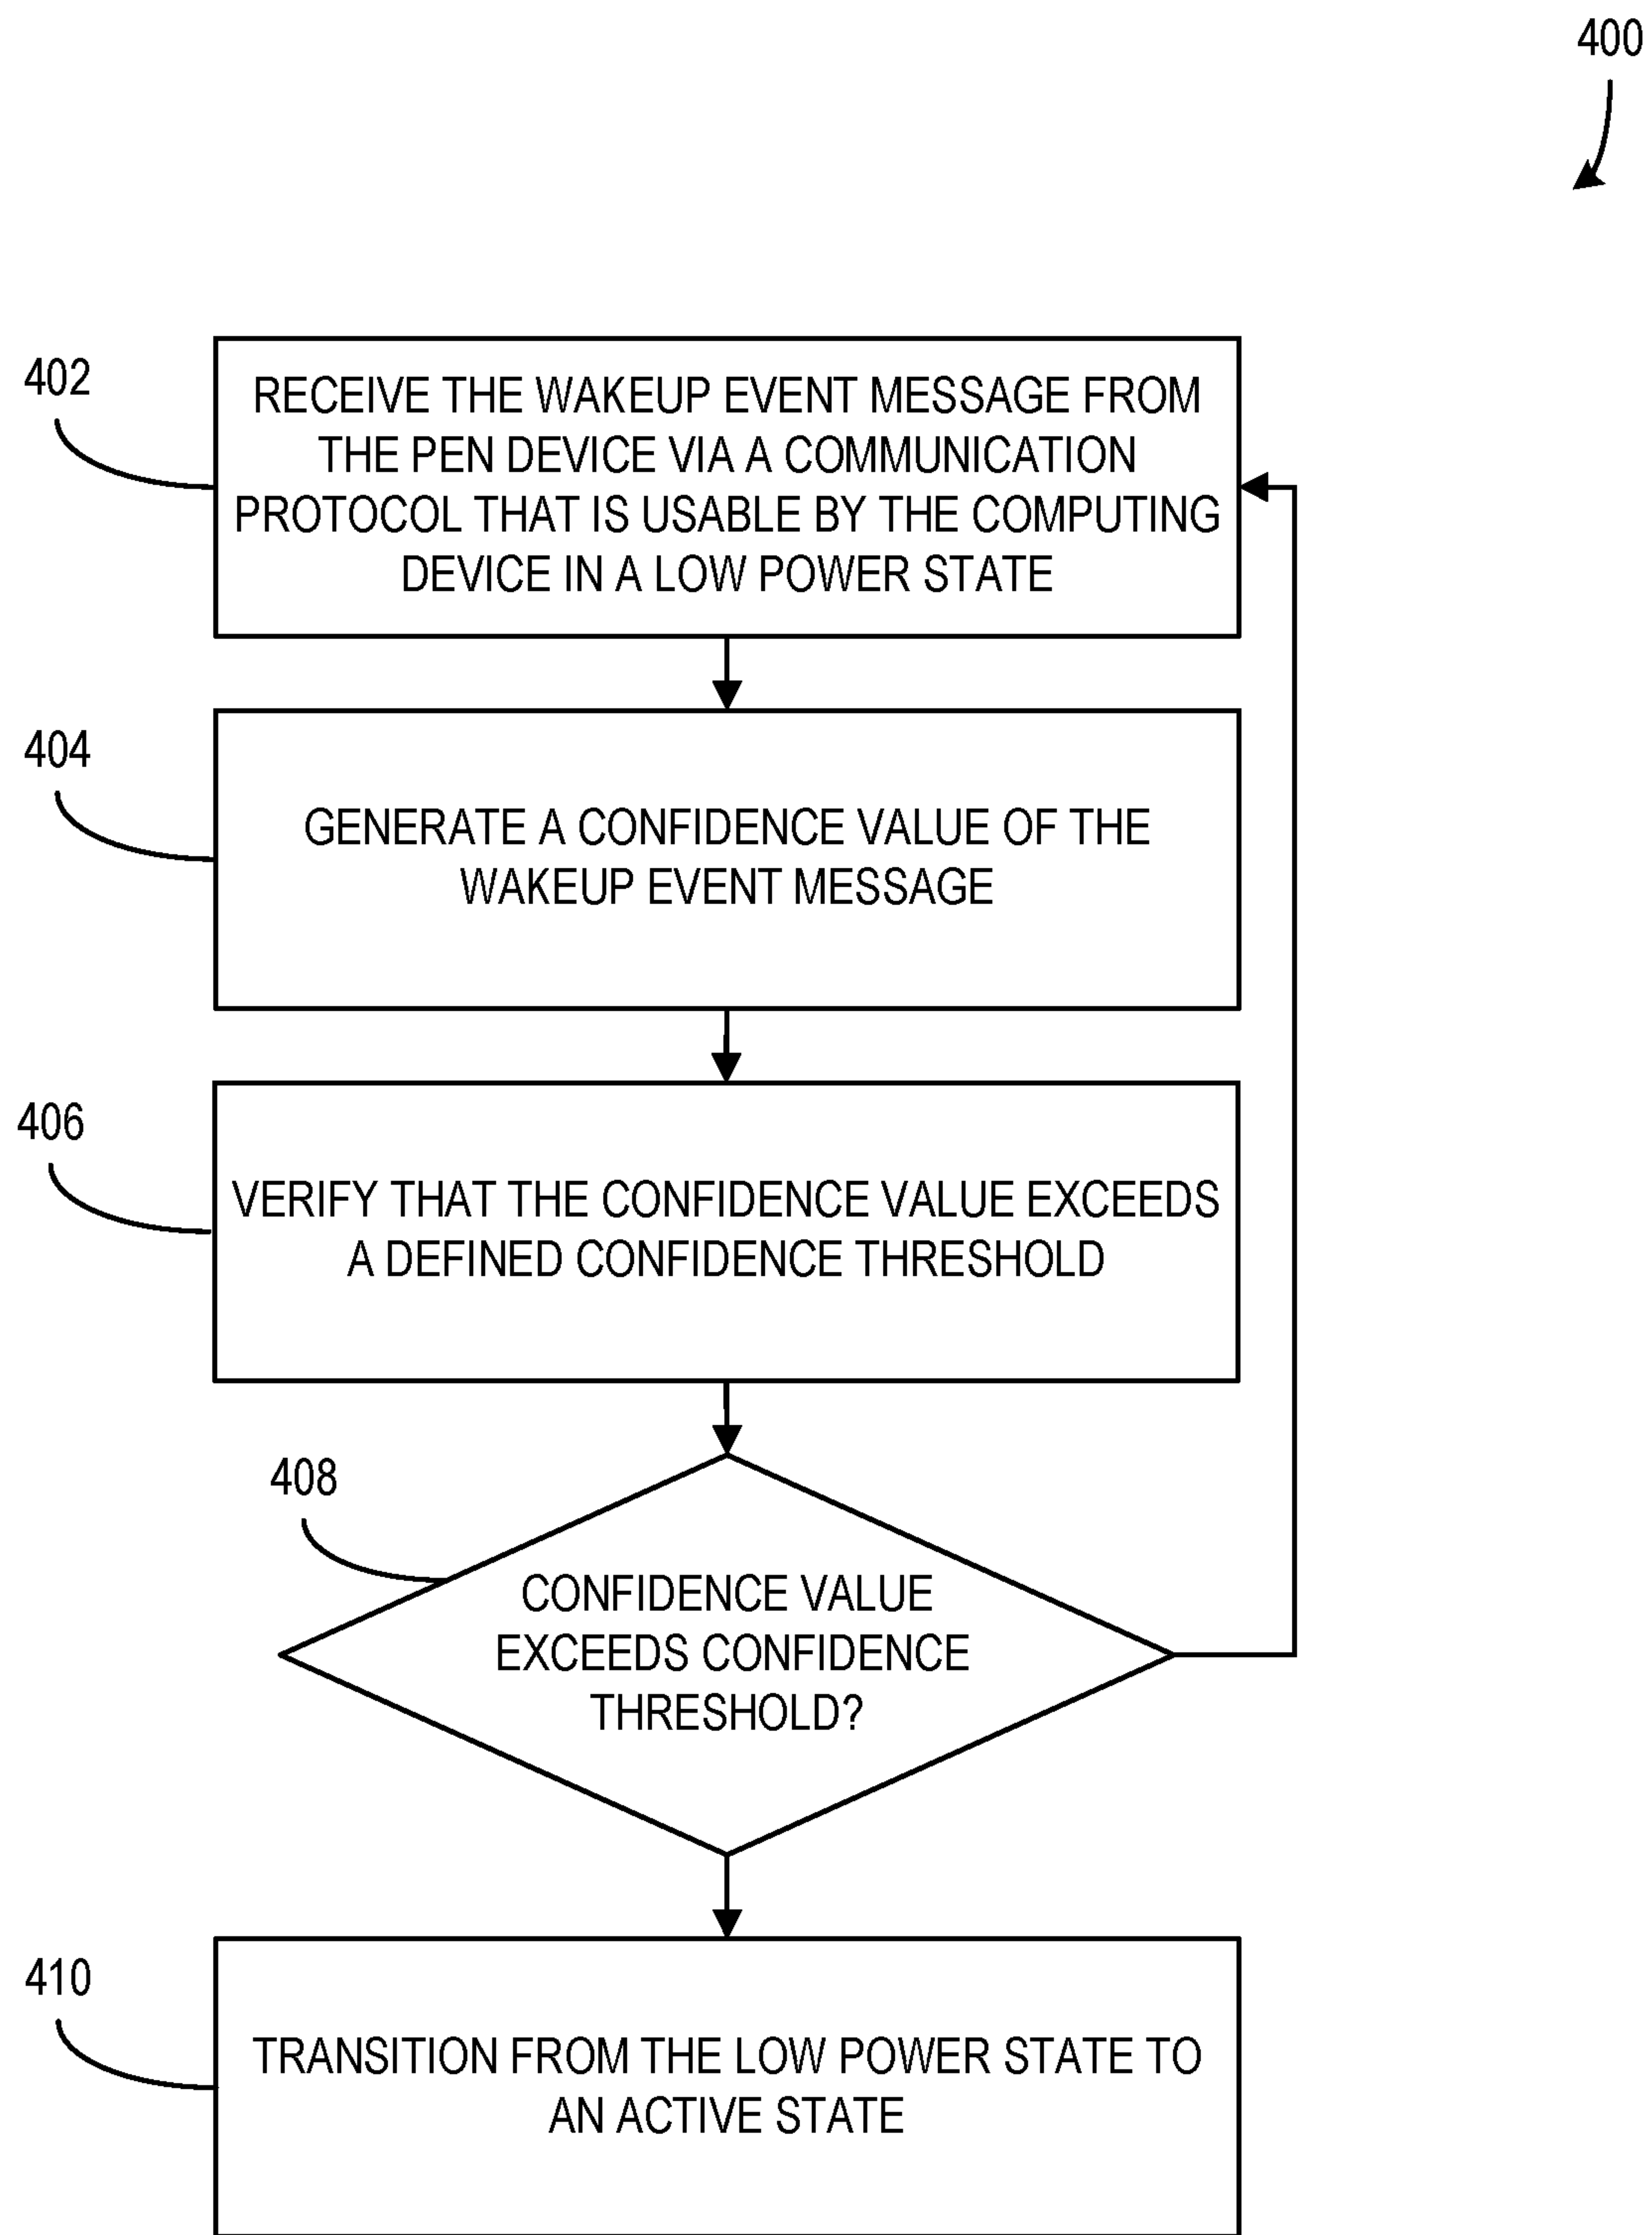 400
402
RECEIVE THE WAKEUP EVENT MESSAGE FROM
THE PEN DEVICE VIA A COMMUNICATION
PROTOCOL THAT IS USABLE BY THE COMPUTING
DEVICE IN A LOW POWER STATE
404
GENERATE A CONFIDENCE VALUE OF THE
WAKEUP EVENT MESSAGE
406
VERIFY THAT THE CONFIDENCE VALUE EXCEEDS
A DEFINED CONFIDENCE THRESHOLD
408
CONFIDENCE VALUE
EXCEEDS CONFIDENCE
THRESHOLD?
410
TRANSITION FROM THE LOW POWER STATE TO
AN ACTIVE STATE